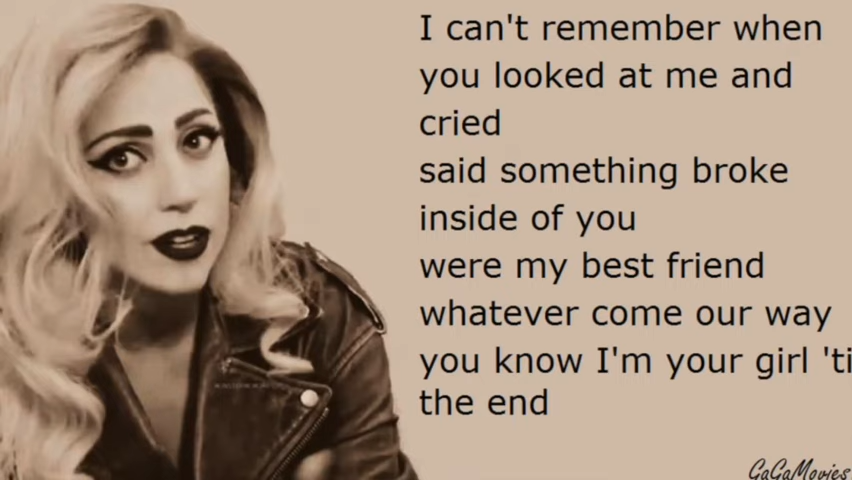 I can't remember when
you looked at me and
cried
said something broke
inside of you
were my best friend
whatever come our way
you know I'm your girl 'ti
the end
GaGaMovies